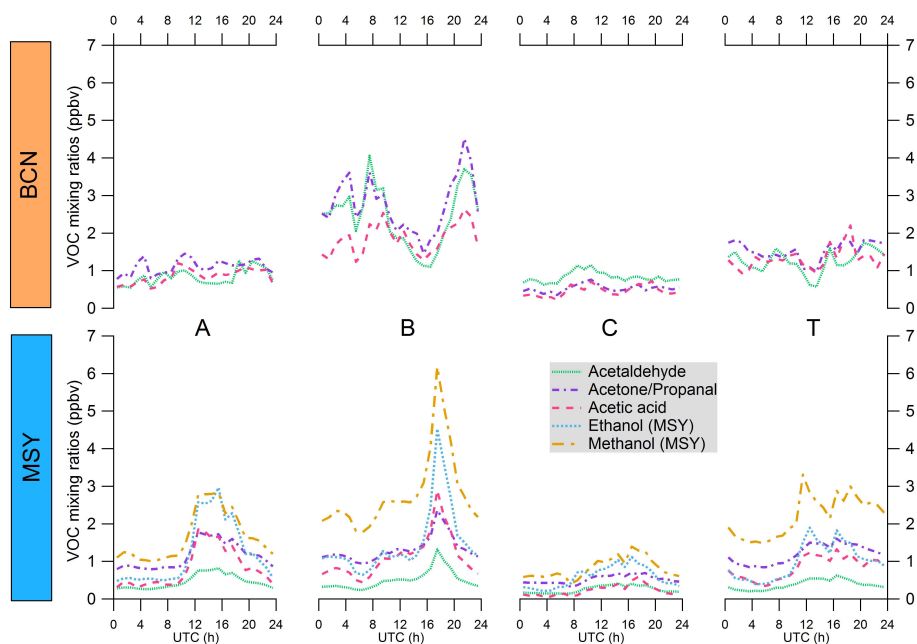 0 4 8 12 16 20 24 0 4 8 12 16 20 24 0 4 8 12 16 20 24 0 4 8 12 16 20 24
BCN
VOC mixing ratios (ppbv)
7 7
6 6
5 5
4 4
3 3
2 2
1 1
0 0
A B C T
MSY
VOC mixing ratios (ppbv)
7 7
6 6
5 5
4 4
3 3
2 2
1 1
0 0
Acetaldehyde
Acetone/Propanal
Acetic acid
Ethanol (MSY)
Methanol (MSY)
0 4 8 12 16 20 24 0 4 8 12 16 20 24 0 4 8 12 16 20 24 0 4 8 12 16 20 24
UTC (h) UTC (h) UTC (h) UTC (h)